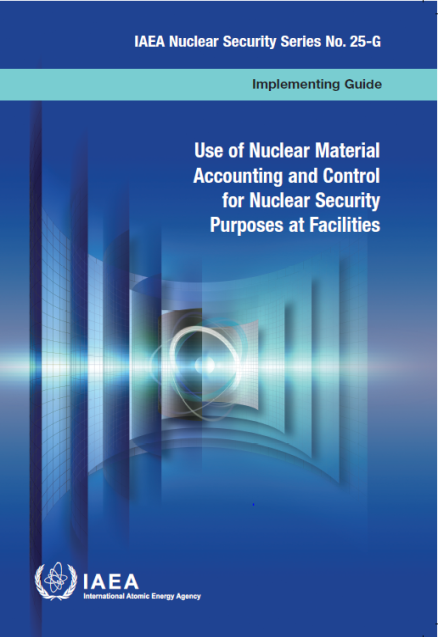 IAEA Nuclear Security Series No. 25-G
Implementing Guide
Use of Nuclear Material
Accounting and Control
for Nuclear Security
Purposes at Facilities
IAEA
International Atomic Energy Agency